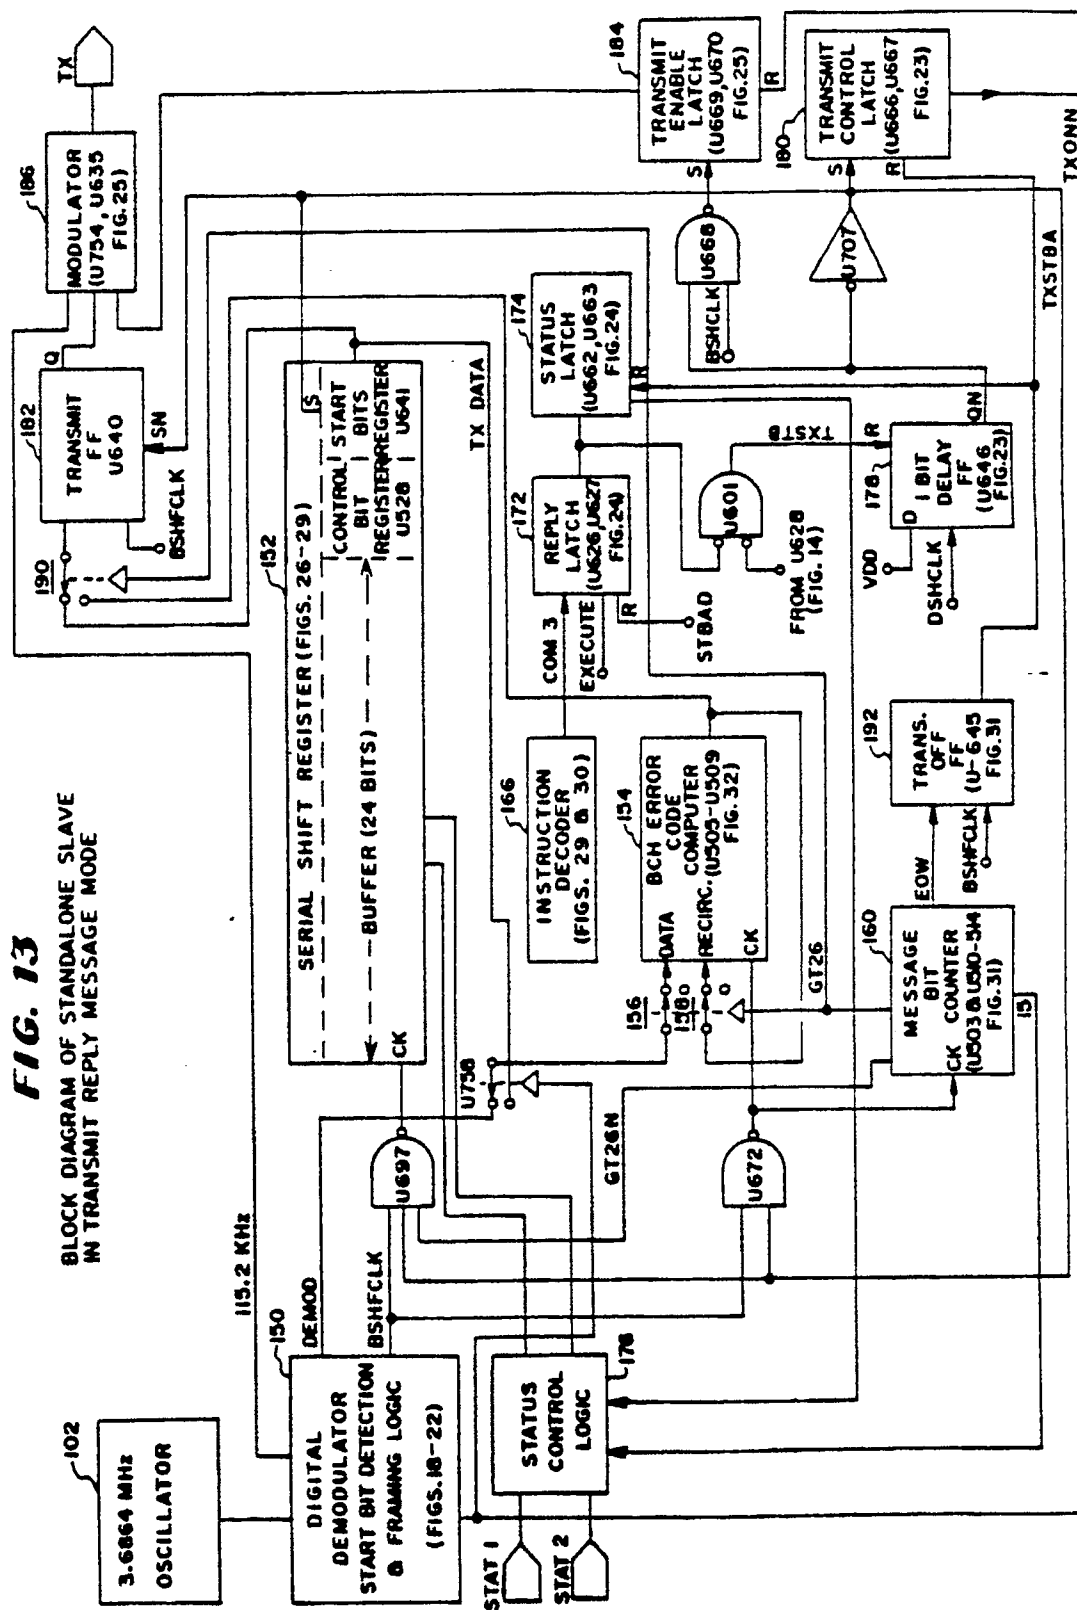 FIG. 13
BLOCK DIAGRAM OF STANDALONE SLAVE
IN TRANSMIT REPLY MESSAGE MODE
102
3.6864 MHz
OSCILLATOR
115.2 KHz
150
DIGITAL
DEMODULATOR
START BIT DETECTION
& FRAMING LOGIC
(FIGS. 18-22)
DEMOD
BSHFCLK
STAT 1
STAT 2
STATUS
CONTROL
LOGIC
176
U697
U758
U672
GT26N
152
SERIAL SHIFT REGISTER (FIGS. 26-29)
BUFFER (24 BITS)
CK
CONTROL
BIT
REGISTER
U528
START
BITS
REGISTER
U641
S
TX DATA
166
INSTRUCTION
DECODER
(FIGS. 29 & 30)
COM 3
EXECUTE
STBAD
172
REPLY
LATCH
(U626, U627
FIG. 24)
R
174
STATUS
LATCH
(U662, U663
FIG. 24)
R
154
BCH ERROR
CODE
COMPUTER
(U505-U509
FIG. 32)
DATA
RECIRC.
CK
156
158
GT26
160
MESSAGE
BIT
COUNTER
(U503 & U510-514
FIG. 31)
CK
15
EOW
BSHFCLK
192
TRANS.
OFF
FF
(U-645
FIG. 31)
U601
FROM U628
(FIG. 14)
TXSTB
VDD
DSHCLK
178
1 BIT
DELAY
FF
(U646
FIG. 23)
D
R
QN
BSHCLK
U668
U707
190
182
TRANSMIT
FF
U640
BSHFCLK
SN
Q
186
MODULATOR
(U754, U635
FIG. 25)
TX
184
TRANSMIT
ENABLE
LATCH
(U669, U670
FIG. 25)
S
R
180
TRANSMIT
CONTROL
LATCH
(U666, U667
FIG. 23)
S
R
TXSTBA
TXONN